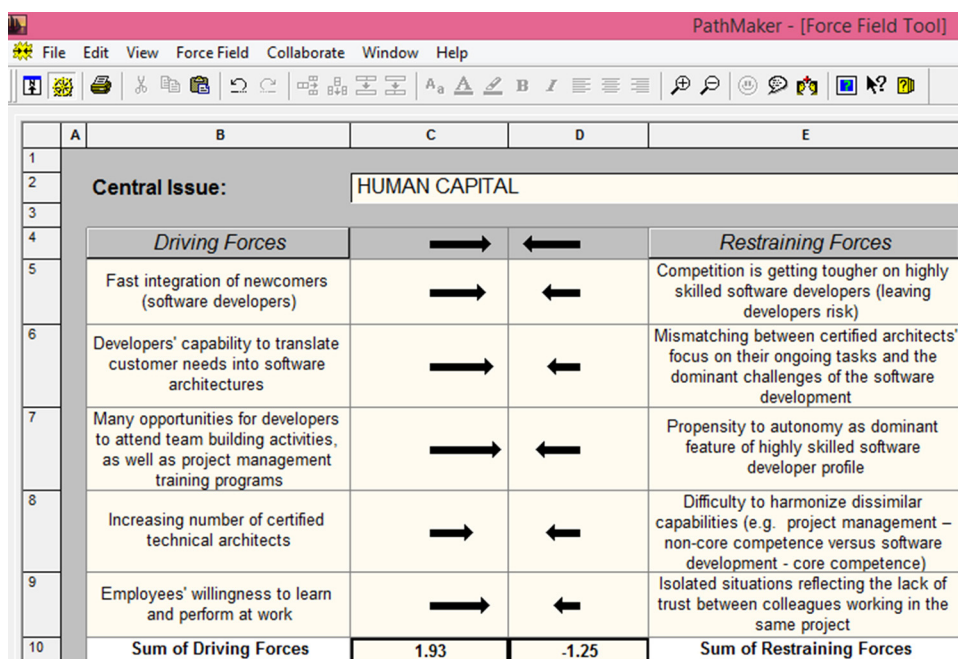 PathMaker - [Force Field Tool]
File Edit View Force Field Collaborate Window Help
A B C D E
1
2 Central Issue: HUMAN CAPITAL
3
4 Driving Forces Restraining Forces
5
Fast integration of newcomers
(software developers)
Competition is getting tougher on highly
skilled software developers (leaving
developers risk)
6
Developers' capability to translate
customer needs into software
architectures
Mismatching between certified architects'
focus on their ongoing tasks and the
dominant challenges of the software
development
7
Many opportunities for developers
to attend team building activities,
as well as project management
training programs
Propensity to autonomy as dominant
feature of highly skilled software
developer profile
8
Increasing number of certified
technical architects
Difficulty to harmonize dissimilar
capabilities (e.g. project management –
non-core competence versus software
development - core competence)
9
Employees' willingness to learn
and perform at work
Isolated situations reflecting the lack of
trust between colleagues working in the
same project
10 Sum of Driving Forces 1.93 -1.25 Sum of Restraining Forces